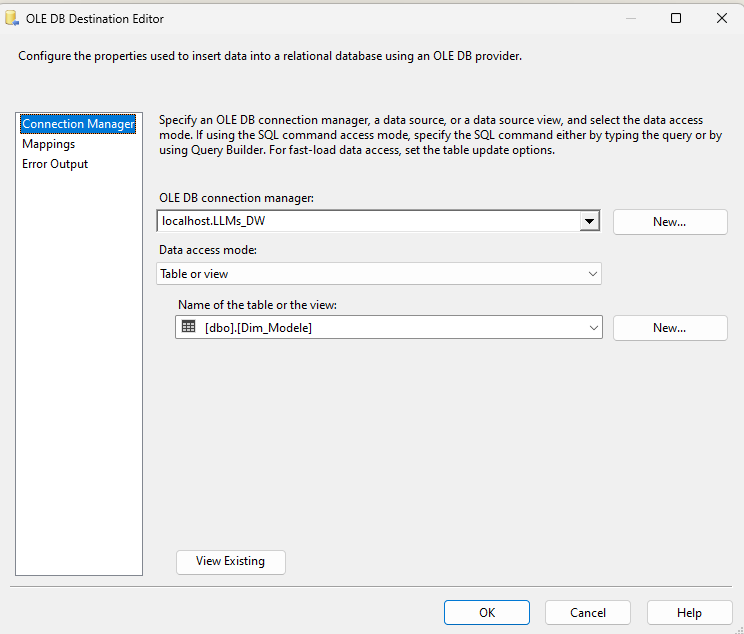 OLE DB Destination Editor
Configure the properties used to insert data into a relational database using an OLE DB provider.
Connection Manager
Mappings
Error Output
Specify an OLE DB connection manager, a data source, or a data source view, and select the data access
mode. If using the SQL command access mode, specify the SQL command either by typing the query or by
using Query Builder. For fast-load data access, set the table update options.
OLE DB connection manager:
localhost.LLMs_DW
New...
Data access mode:
Table or view
Name of the table or the view:
[dbo].[Dim_Modele]
New...
View Existing
OK
Cancel
Help